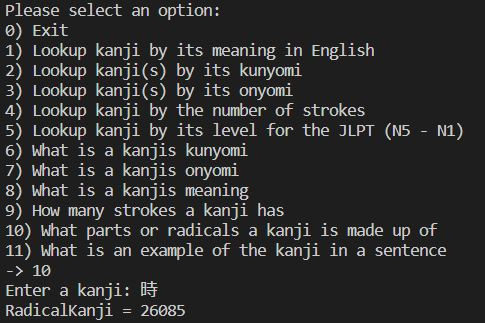 Please select an option:
0) Exit
1) Lookup kanji by its meaning in English
2) Lookup kanji(s) by its kunyomi
3) Lookup kanji(s) by its onyomi
4) Lookup kanji by the number of strokes
5) Lookup kanji by its level for the JLPT (N5 - N1)
6) What is a kanjis kunyomi
7) What is a kanjis onyomi
8) What is a kanjis meaning
9) How many strokes a kanji has
10) What parts or radicals a kanji is made up of
11) What is an example of the kanji in a sentence
-> 10
Enter a kanji: 時
RadicalKanji = 26085